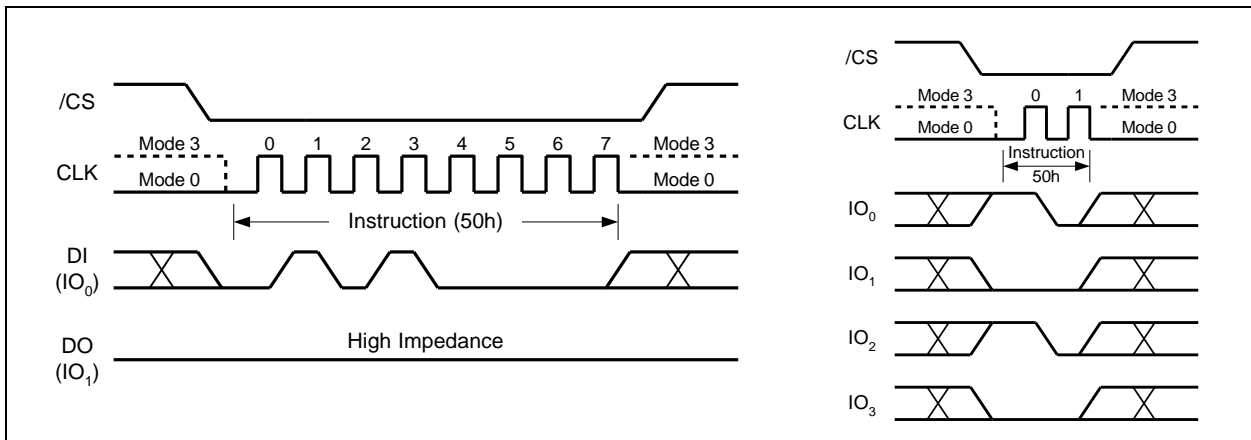 /CS
Mode 3 0 1 2 3 4 5 6 7 Mode 3
CLK Mode 0 Mode 0
Instruction (50h)
DI
(IO0)
High Impedance
DO
(IO1)
/CS
Mode 3 0 1 Mode 3
CLK Mode 0 Mode 0
Instruction
50h
IO0
IO1
IO2
IO3